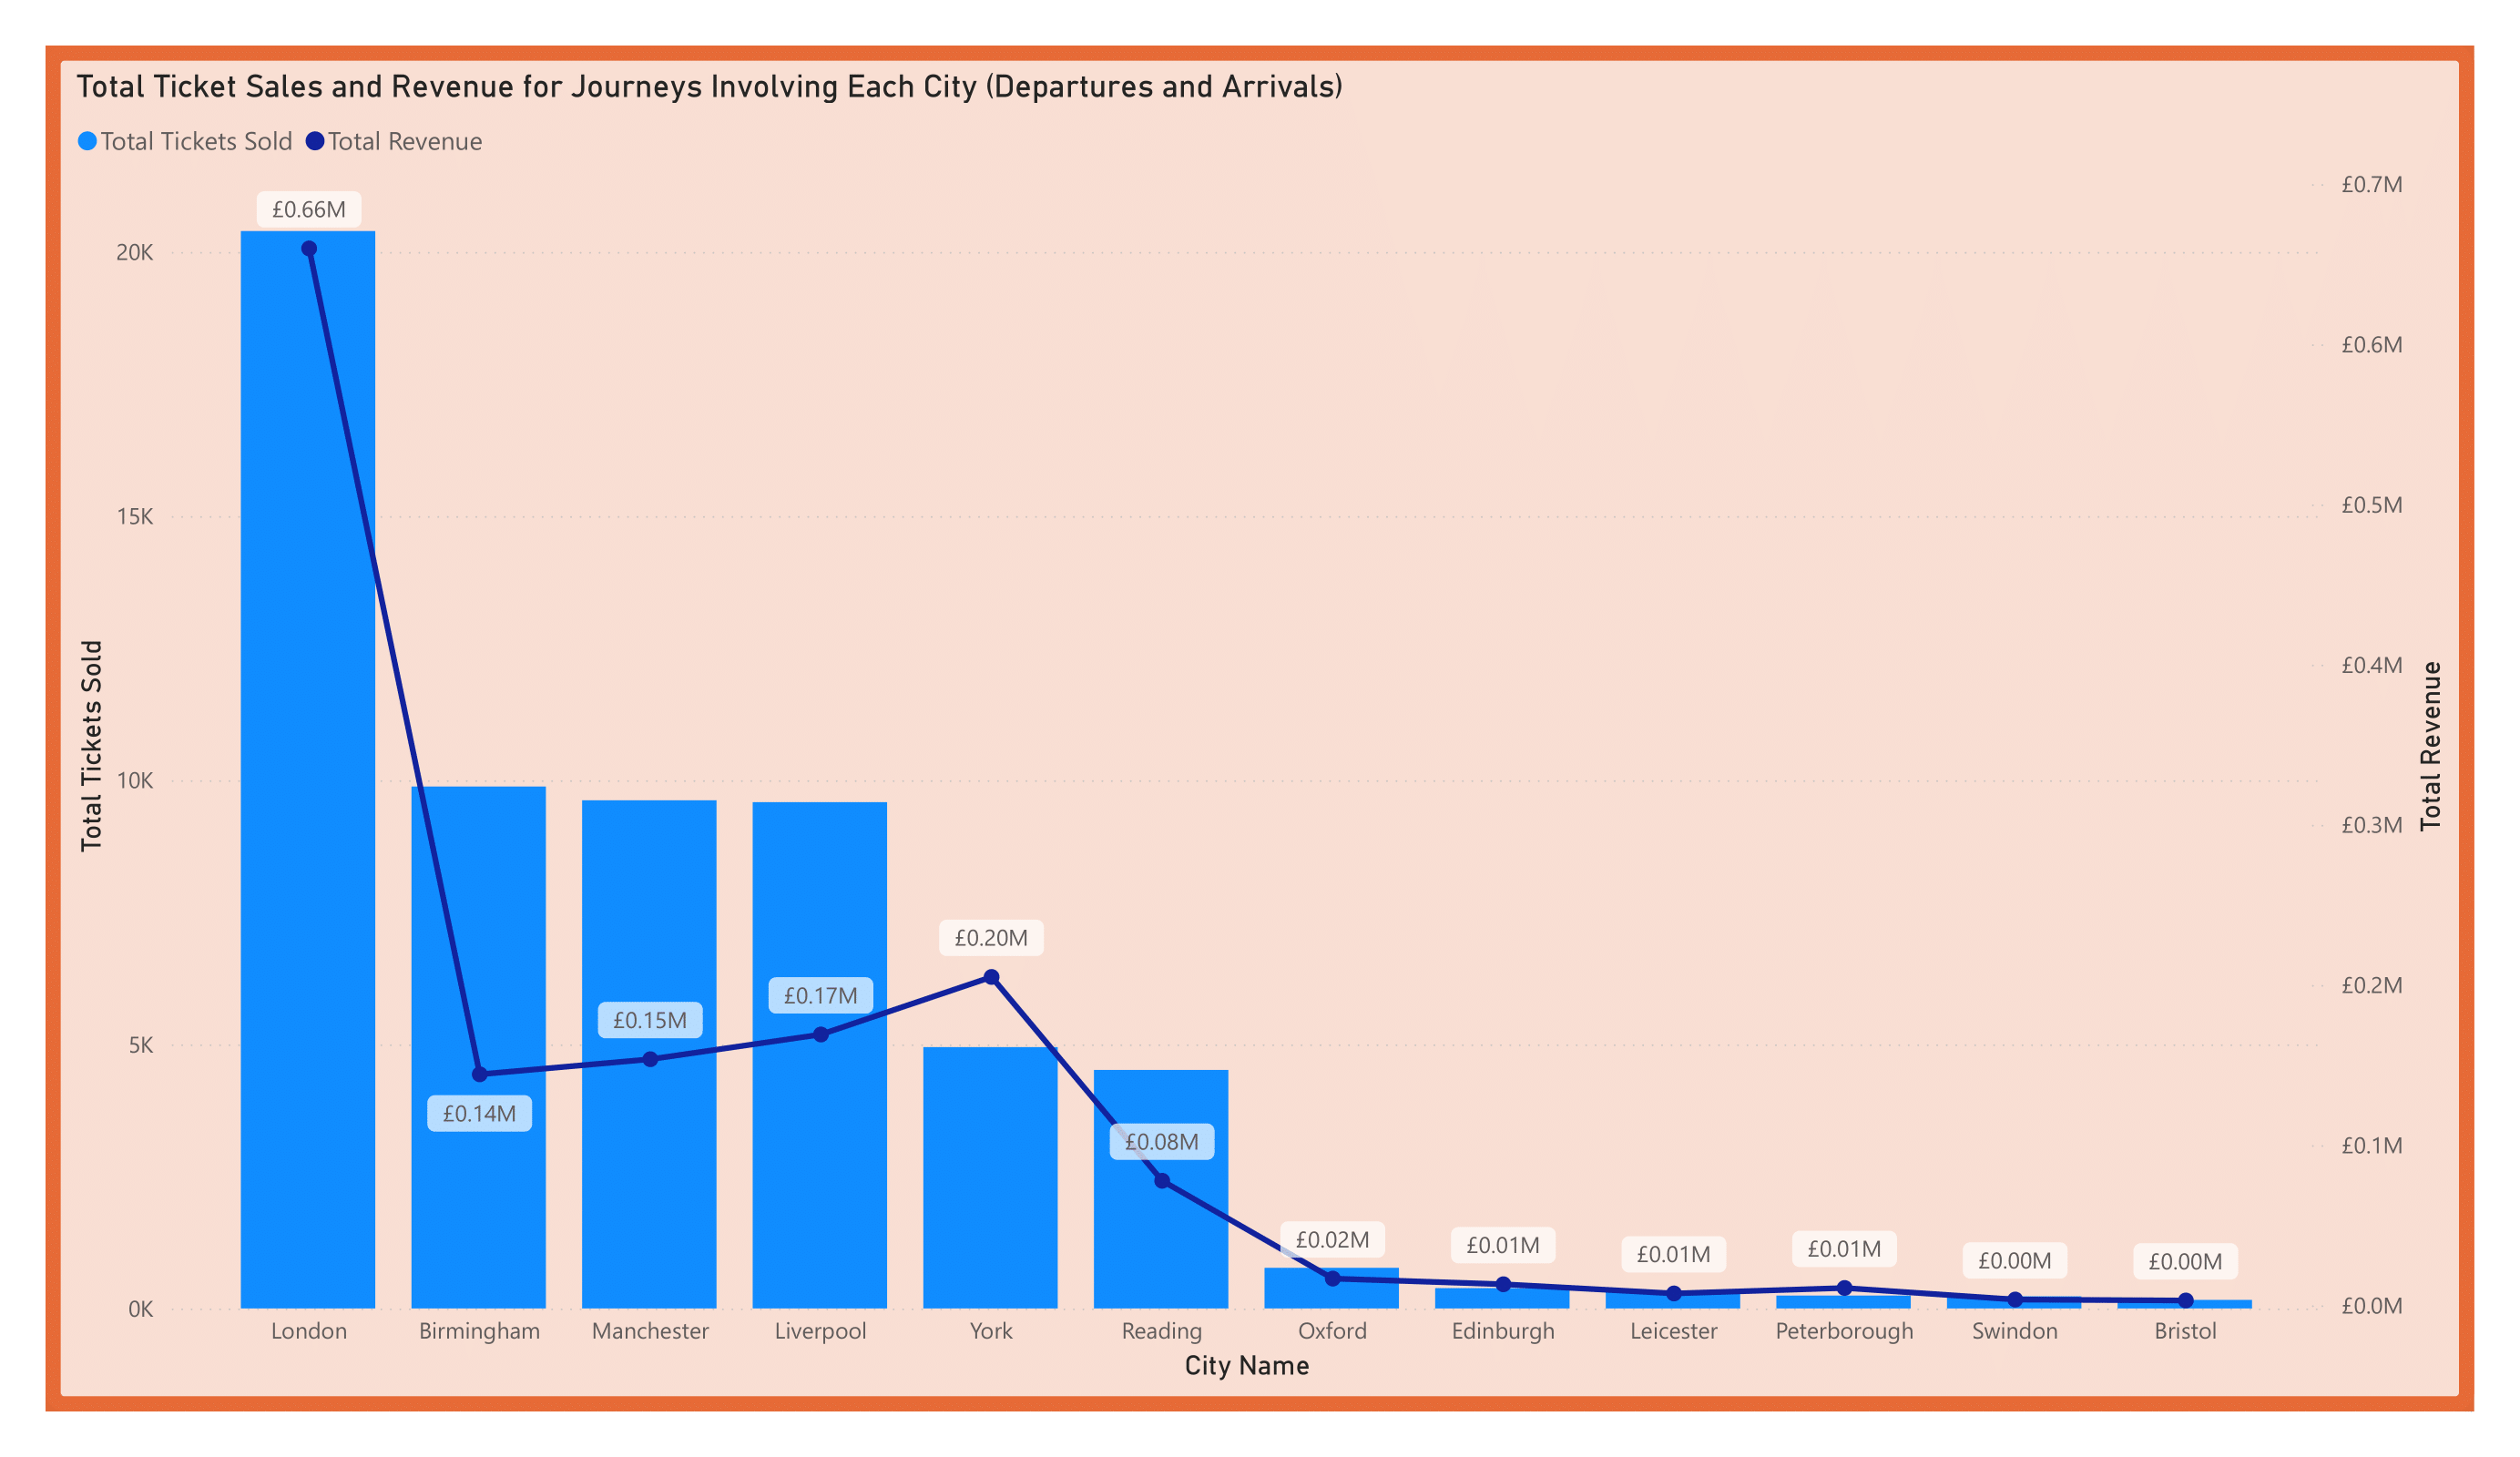 Total Ticket Sales and Revenue for Journeys Involving Each City (Departures and Arrivals)
Total Tickets Sold Total Revenue
£0.7M
£0.66M
20K
£0.6M
15K
£0.5M
£0.4M
Total Tickets Sold
Total Revenue
10K
£0.3M
£0.20M
£0.2M
£0.17M
£0.15M
5K
£0.14M
£0.08M
£0.1M
£0.02M
£0.01M
£0.01M
£0.01M
£0.00M
£0.00M
0K
£0.0M
London Birmingham Manchester Liverpool York Reading Oxford Edinburgh Leicester Peterborough Swindon Bristol
City Name